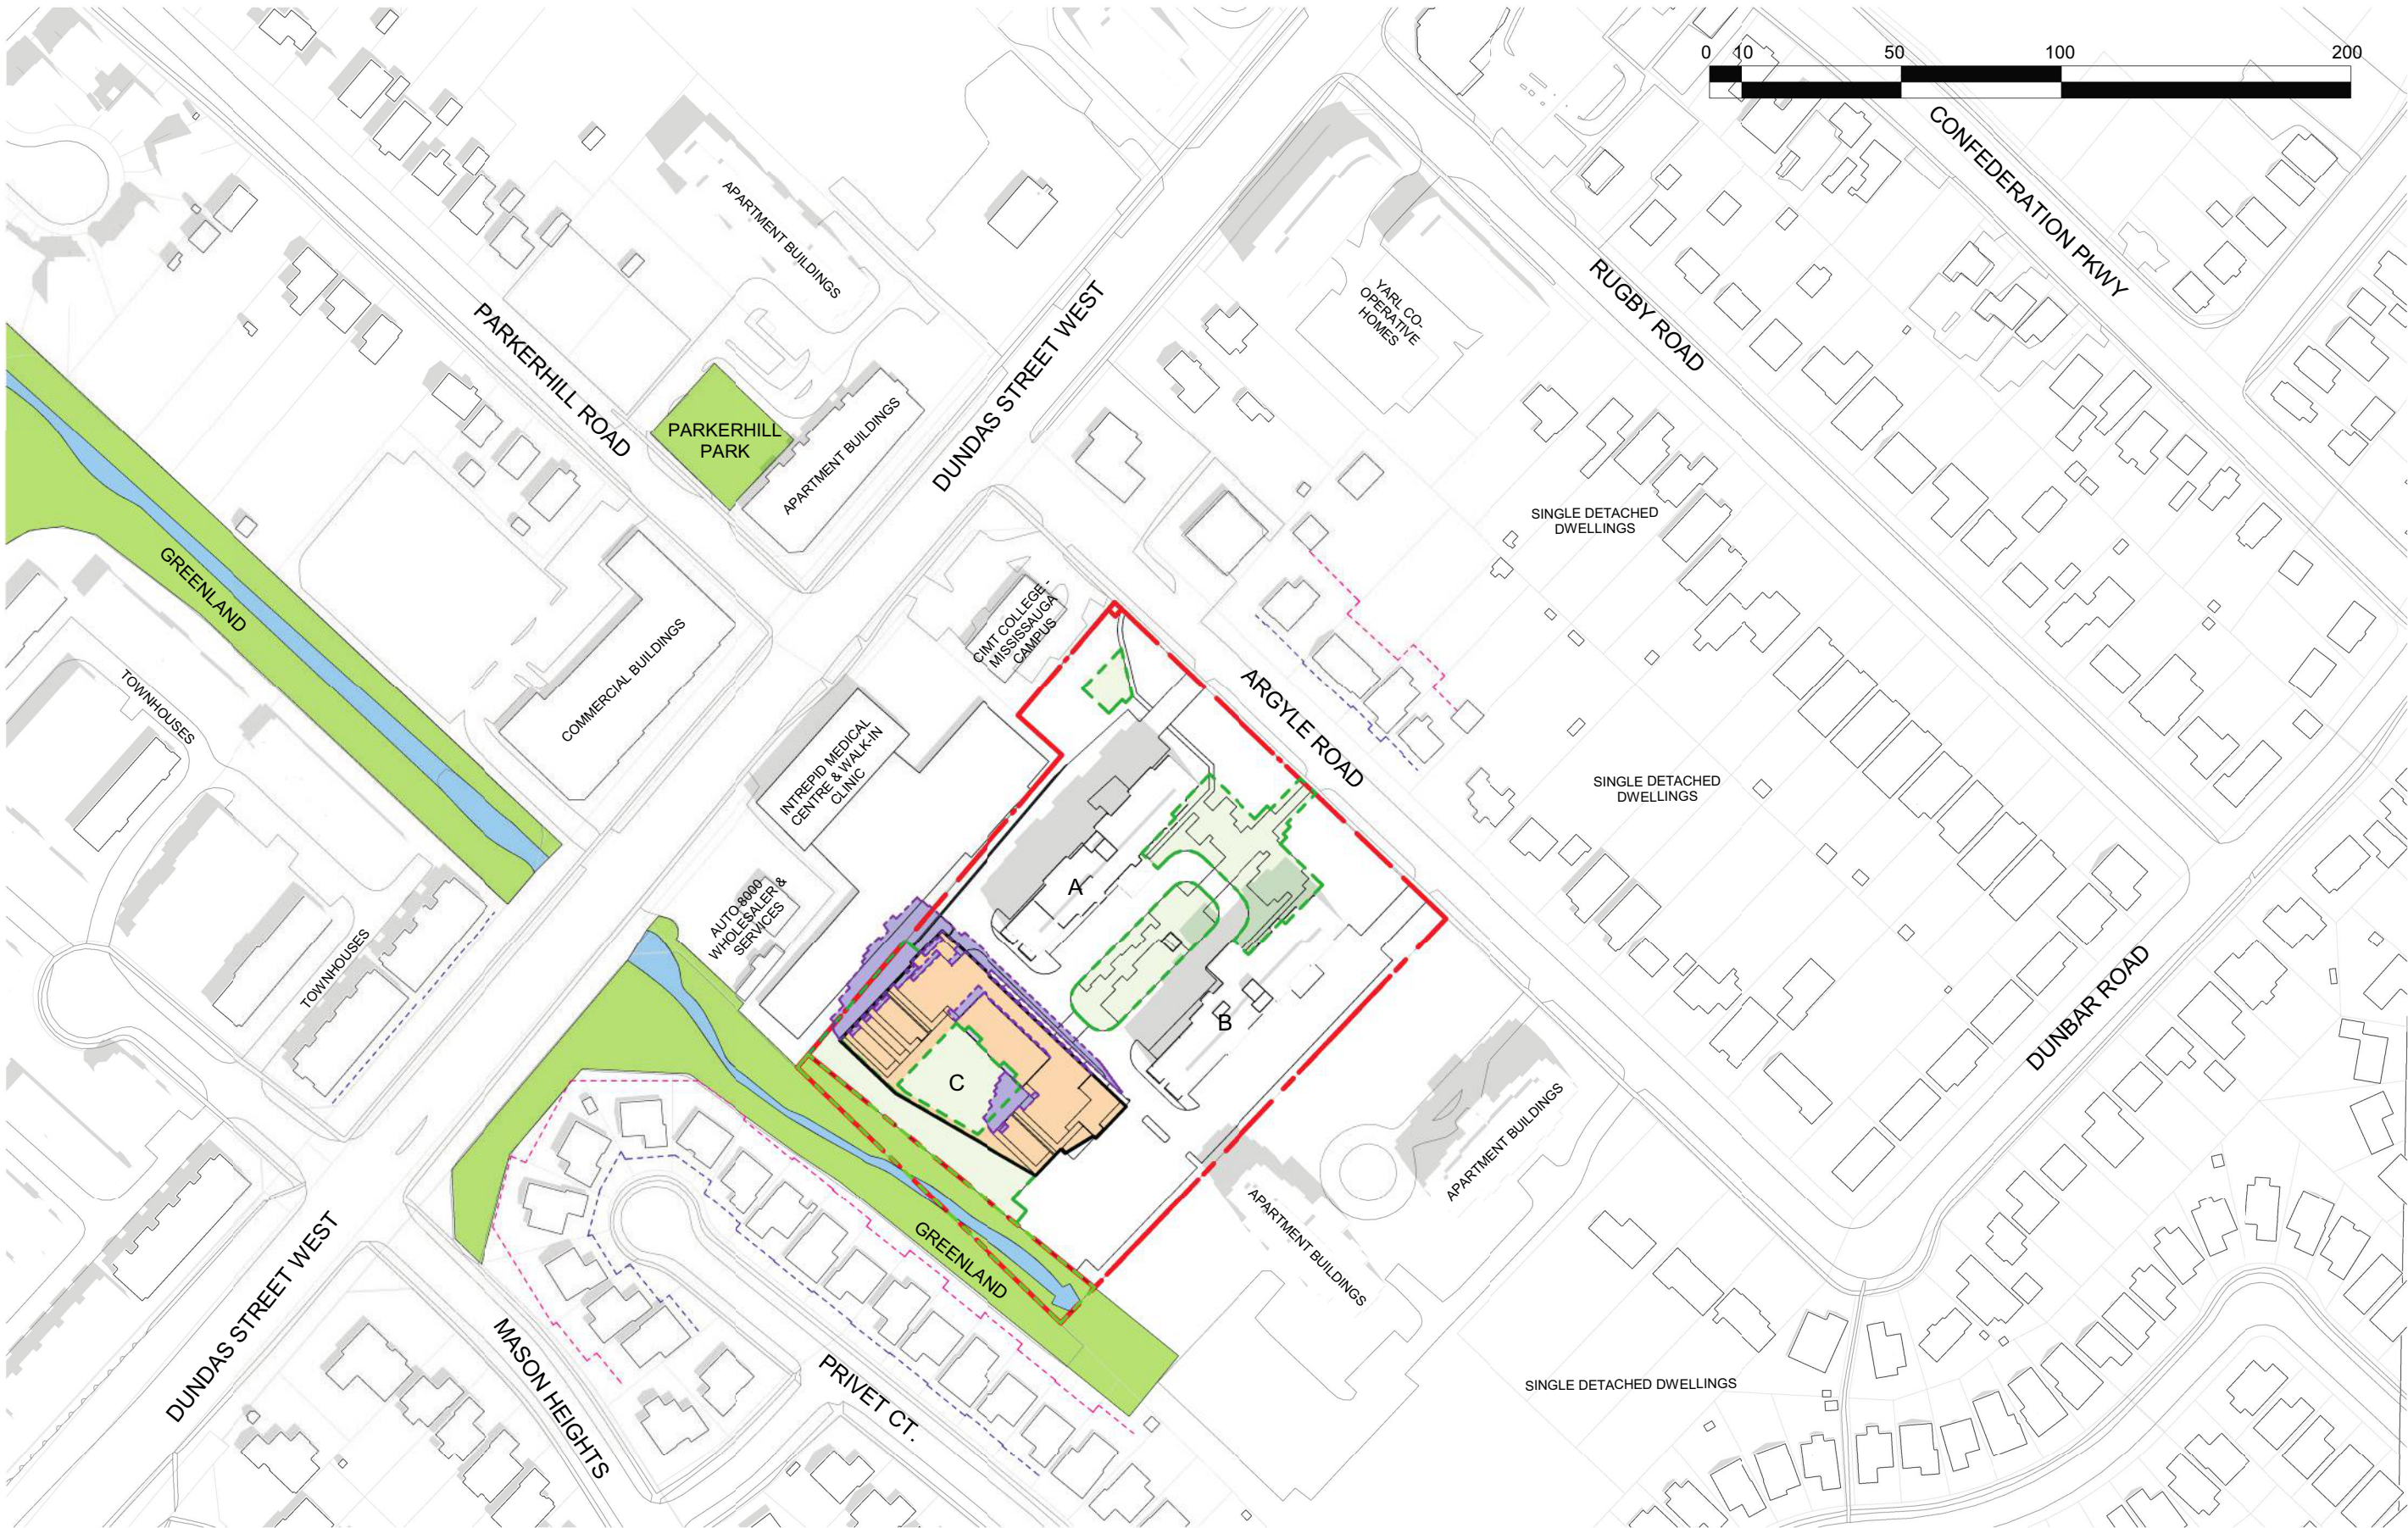 0 10 50 100 200
CONFEDERATION PKWY
APARTMENT BUILDINGS
YARL CO-
OPERATIVE
HOMES
RUGBY ROAD
PARKERHILL ROAD
DUNDAS STREET WEST
PARKERHILL
PARK
APARTMENT BUILDINGS
SINGLE DETACHED
DWELLINGS
GREENLAND
CIMT COLLEGE -
MISSISSAUGA
CAMPUS
COMMERCIAL BUILDINGS
TOWNHOUSES
ARGYLE ROAD
INTREPID MEDICAL
CENTRE & WALK-IN
CLINIC
SINGLE DETACHED
DWELLINGS
A
AUTO 8000
WHOLESALER &
SERVICES
TOWNHOUSES
B
DUNBAR ROAD
C
APARTMENT BUILDINGS
APARTMENT BUILDINGS
GREENLAND
DUNDAS STREET WEST
MASON HEIGHTS
PRIVET CT.
SINGLE DETACHED DWELLINGS